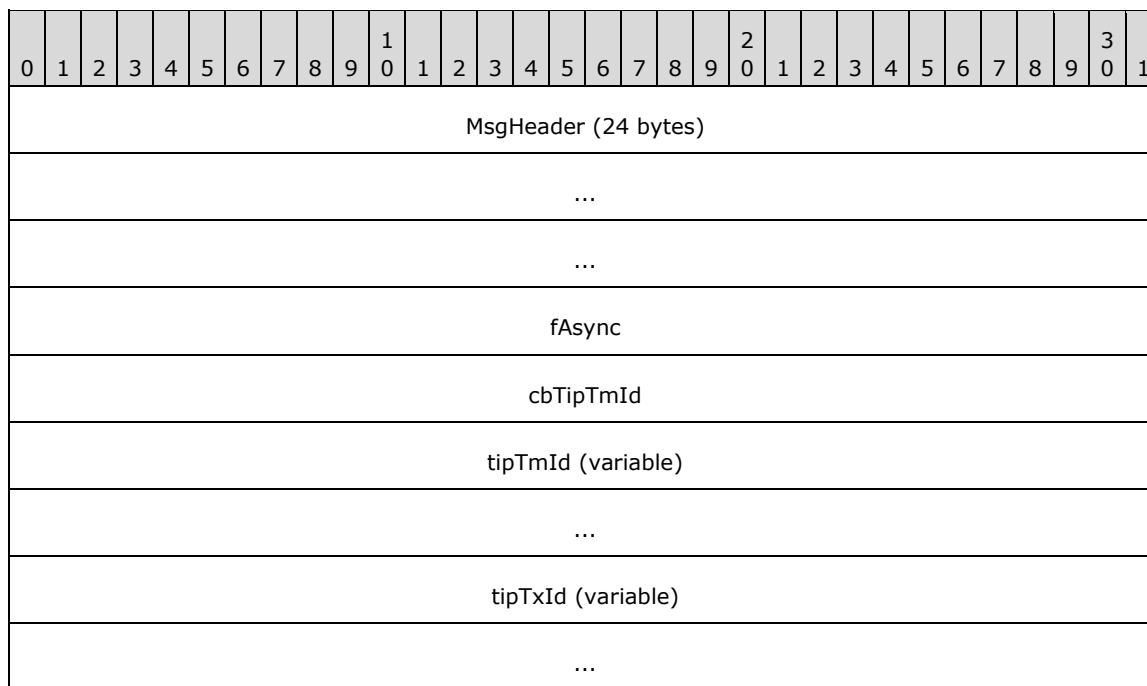 1 2 3
0 1 2 3 4 5 6 7 8 9 0 1 2 3 4 5 6 7 8 9 0 1 2 3 4 5 6 7 8 9 0 1
MsgHeader (24 bytes)
...
...
fAsync
cbTipTmId
tipTmId (variable)
...
tipTxId (variable)
...